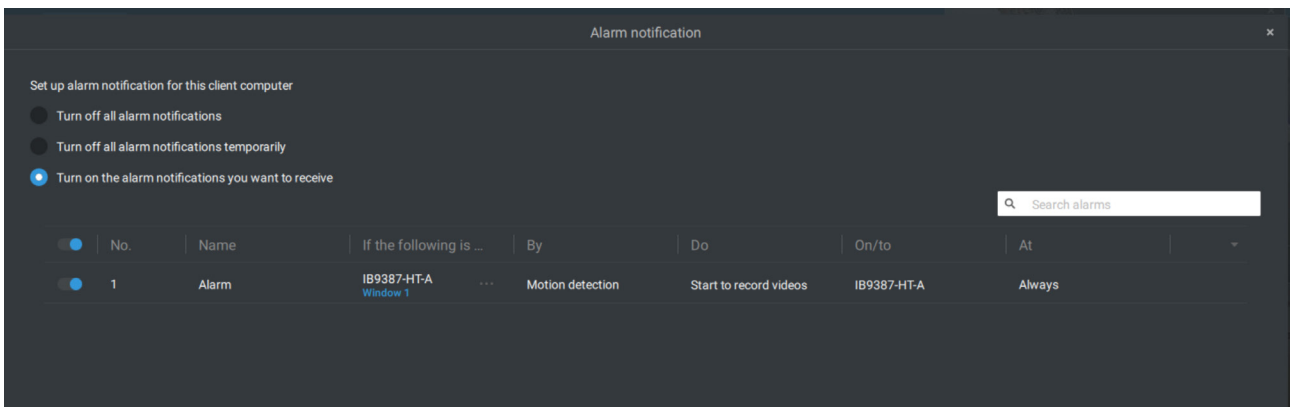 Alarm notification
Set up alarm notification for this client computer
Turn off all alarm notifications
Turn off all alarm notifications temporarily
Turn on the alarm notifications you want to receive
Search alarms
No. Name If the following is ... By Do On/to At
1 Alarm IB9387-HT-A ... Motion detection Start to record videos IB9387-HT-A Always
Window 1